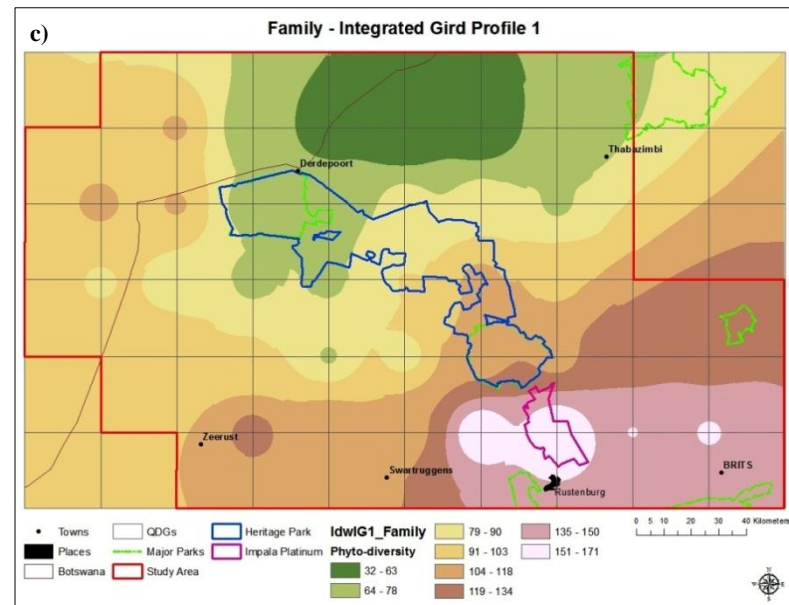 c)
Family - Integrated Gird Profile 1
Thabazimbi
Derdepoort
Zeerust
Swartruggens
BRITS
Rustenburg
Towns
QDGs
Heritage Park
Places
Major Parks
Impala Platinum
Botswana
Study Area
IdwIG1_Family
Phyto-diversity
32 - 63
64 - 78
79 - 90
91 - 103
104 - 118
119 - 134
135 - 150
151 - 171
0 5 10 20 30 40 Kilometers
N
W E
S